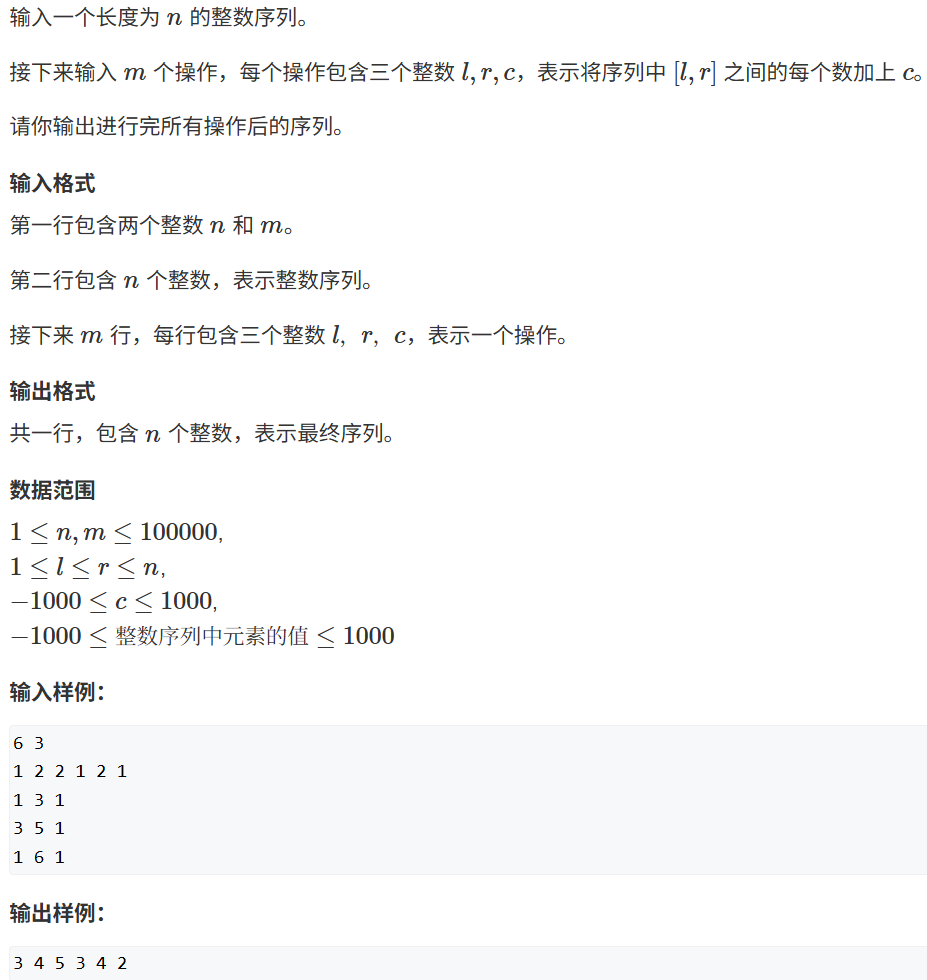 输入一个长度为 n 的整数序列。
接下来输入 m 个操作，每个操作包含三个整数 l, r, c，表示将序列中 [l, r] 之间的每个数加上 c。
请你输出进行完所有操作后的序列。
输入格式
第一行包含两个整数 n 和 m。
第二行包含 n 个整数，表示整数序列。
接下来 m 行，每行包含三个整数 l，r，c，表示一个操作。
输出格式
共一行，包含 n 个整数，表示最终序列。
数据范围
1 ≤ n, m ≤ 100000,
1 ≤ l ≤ r ≤ n,
−1000 ≤ c ≤ 1000,
−1000 ≤ 整数序列中元素的值 ≤ 1000
输入样例：
6 3
1 2 2 1 2 1
1 3 1
3 5 1
1 6 1
输出样例：
3 4 5 3 4 2